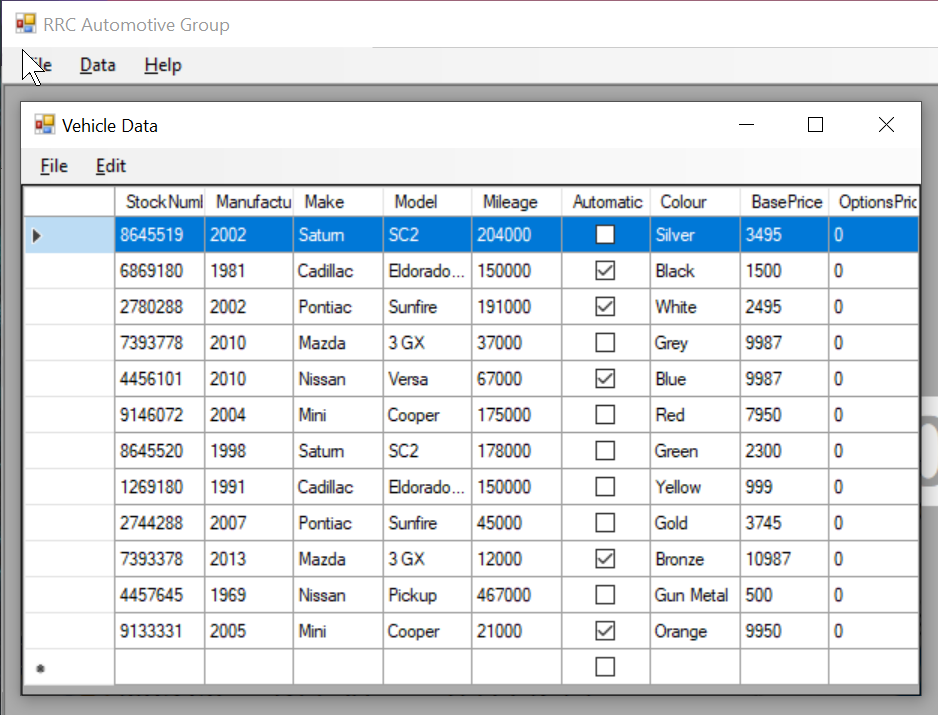 RRC Automotive Group
File Data Help
Vehicle Data
File Edit
StockNuml Manufactu Make Model Mileage Automatic Colour BasePrice OptionsPric
8645519 2002 Saturn SC2 204000 Silver 3495 0
6869180 1981 Cadillac Eldorado... 150000 Black 1500 0
2780288 2002 Pontiac Sunfire 191000 White 2495 0
7393778 2010 Mazda 3 GX 37000 Grey 9987 0
4456101 2010 Nissan Versa 67000 Blue 9987 0
9146072 2004 Mini Cooper 175000 Red 7950 0
8645520 1998 Saturn SC2 178000 Green 2300 0
1269180 1991 Cadillac Eldorado... 150000 Yellow 999 0
2744288 2007 Pontiac Sunfire 45000 Gold 3745 0
7393378 2013 Mazda 3 GX 12000 Bronze 10987 0
4457645 1969 Nissan Pickup 467000 Gun Metal 500 0
9133331 2005 Mini Cooper 21000 Orange 9950 0